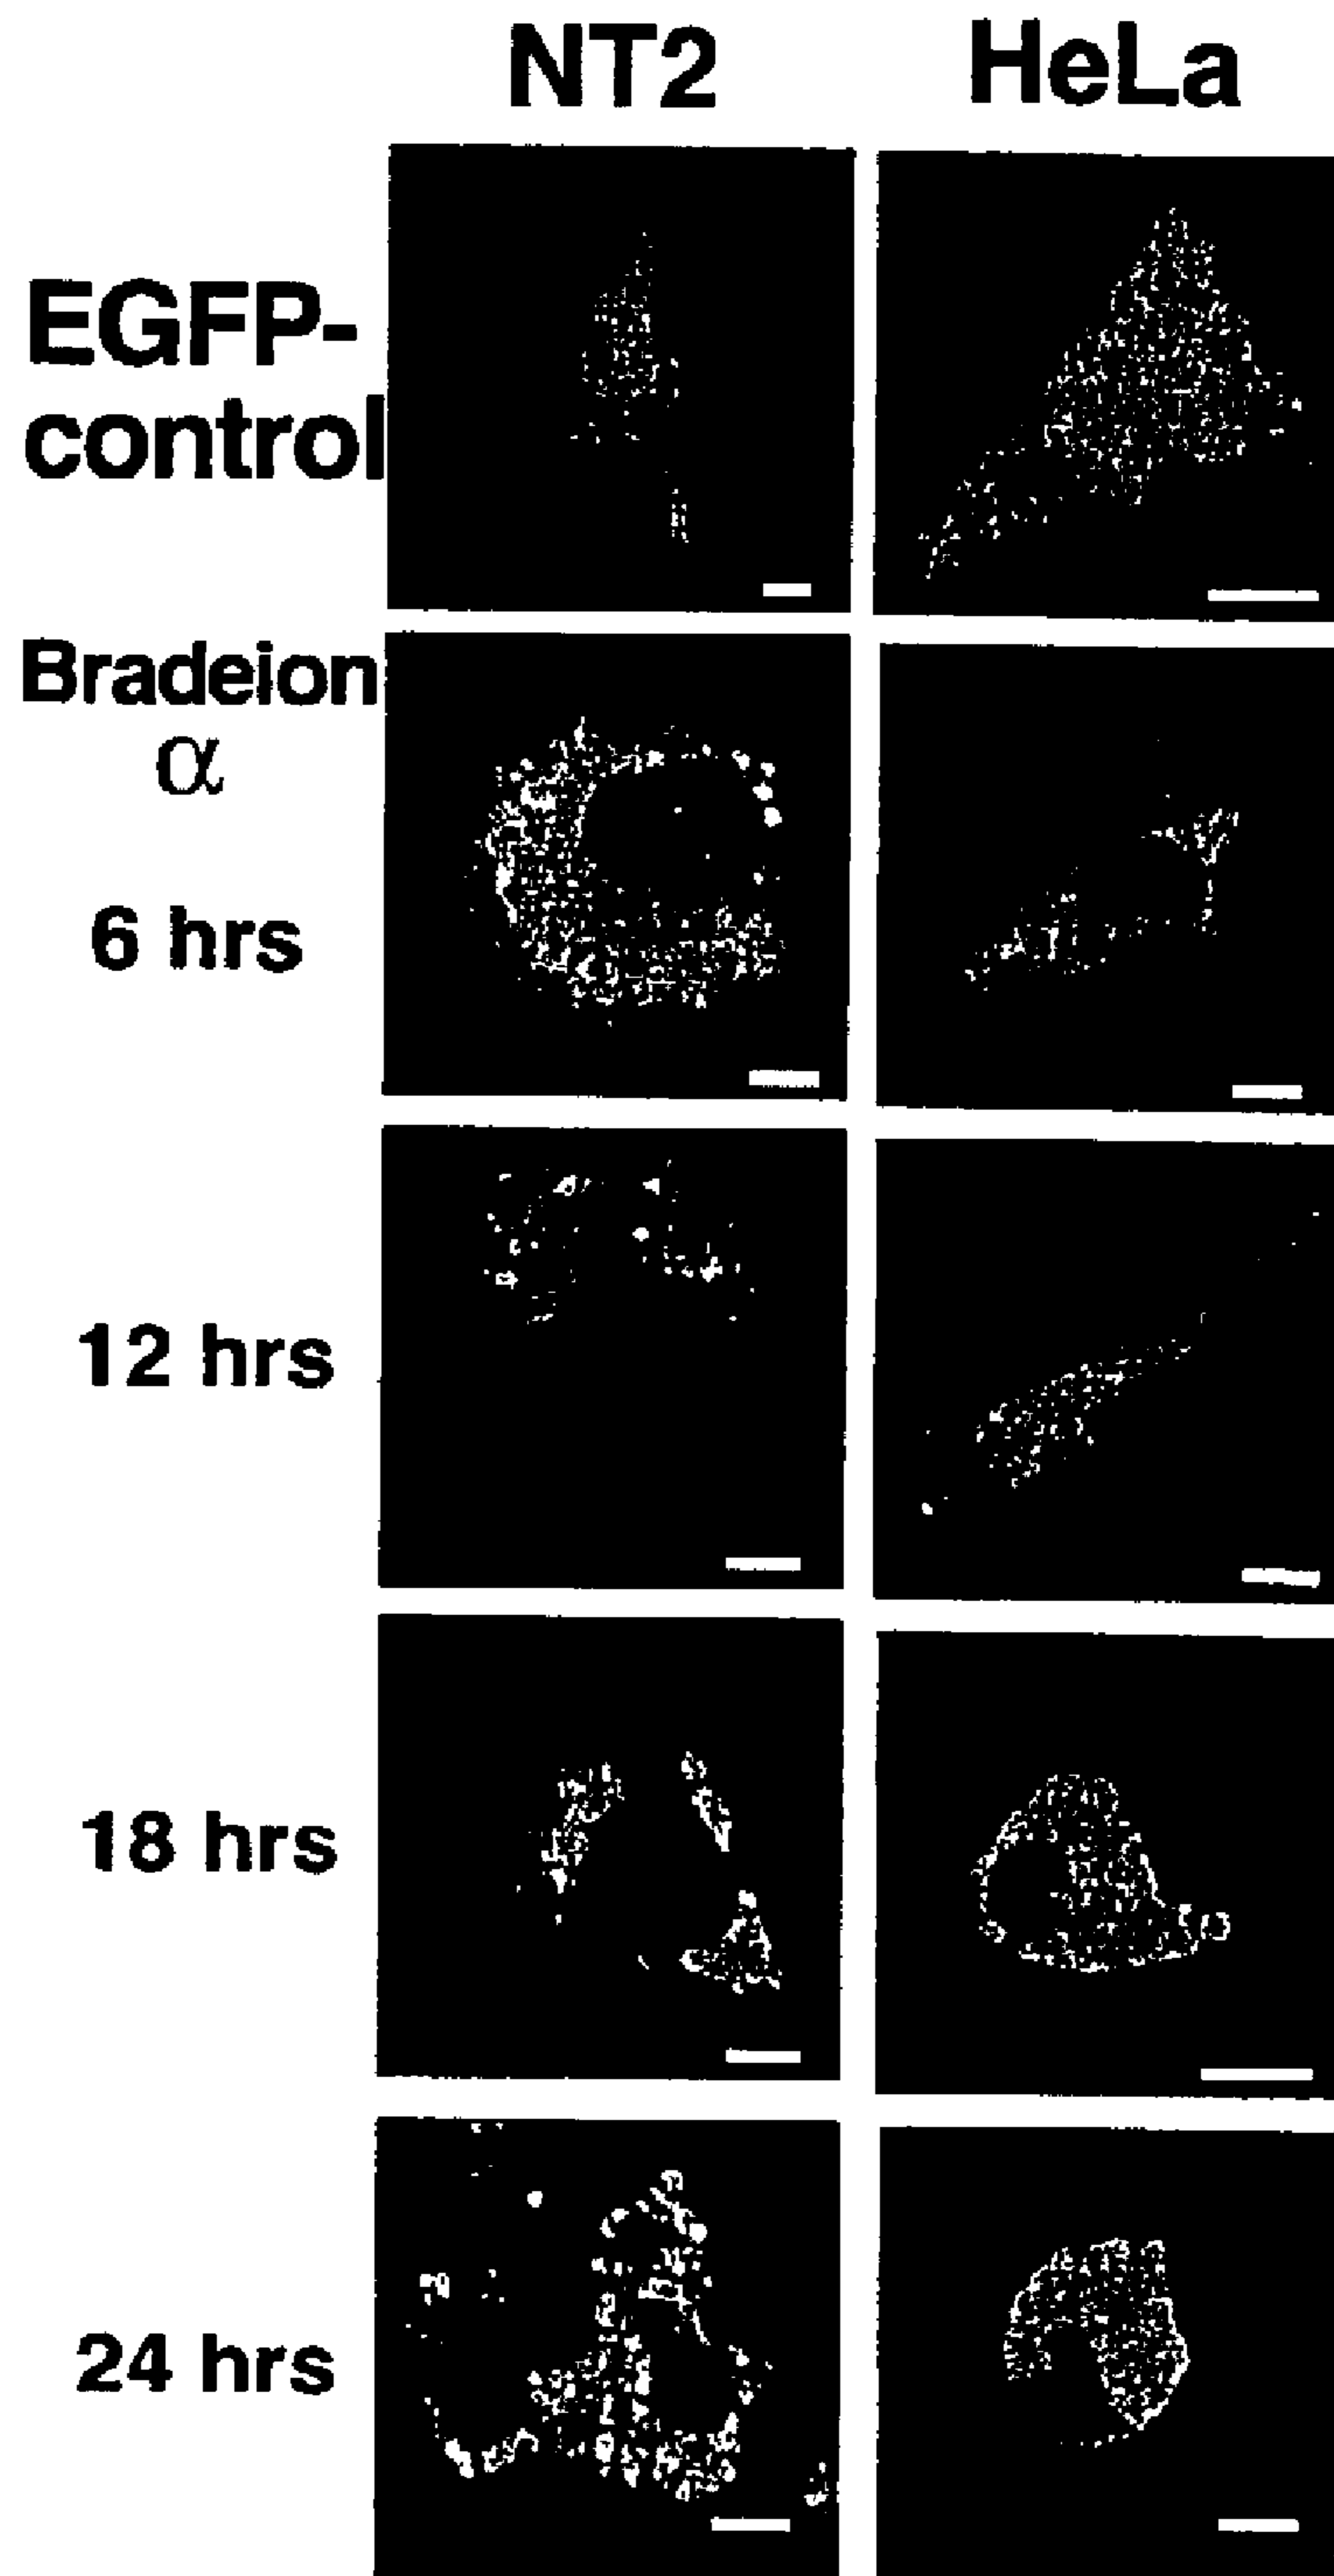 NT2 HeLa
EGFP-
control
Bradeion
α
6 hrs
12 hrs
18 hrs
24 hrs